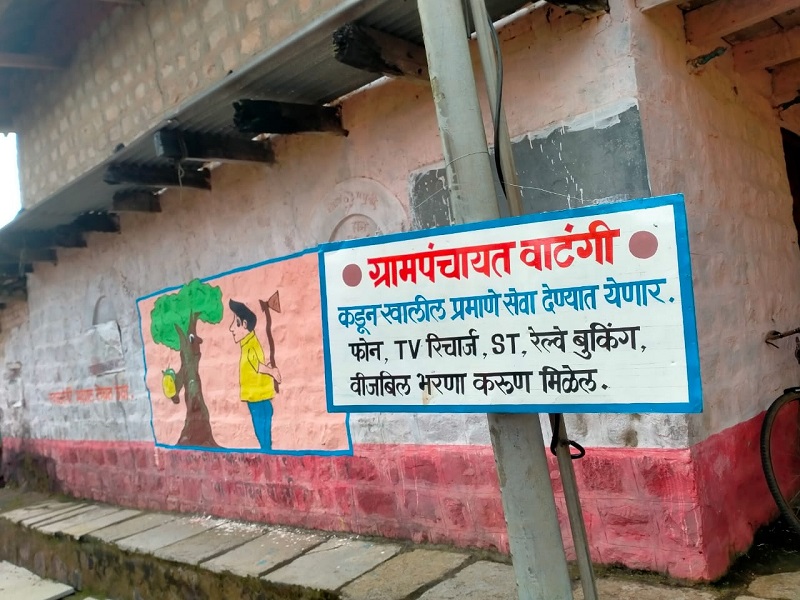 ग्रामपंचायत वाटंगी
कडून खालील प्रमाणे सेवा देण्यात येणार.
फोन, TV रिचार्ज, ST, रेल्वे बुकिंग,
वीजबिल भरणा करुण मिळेल.